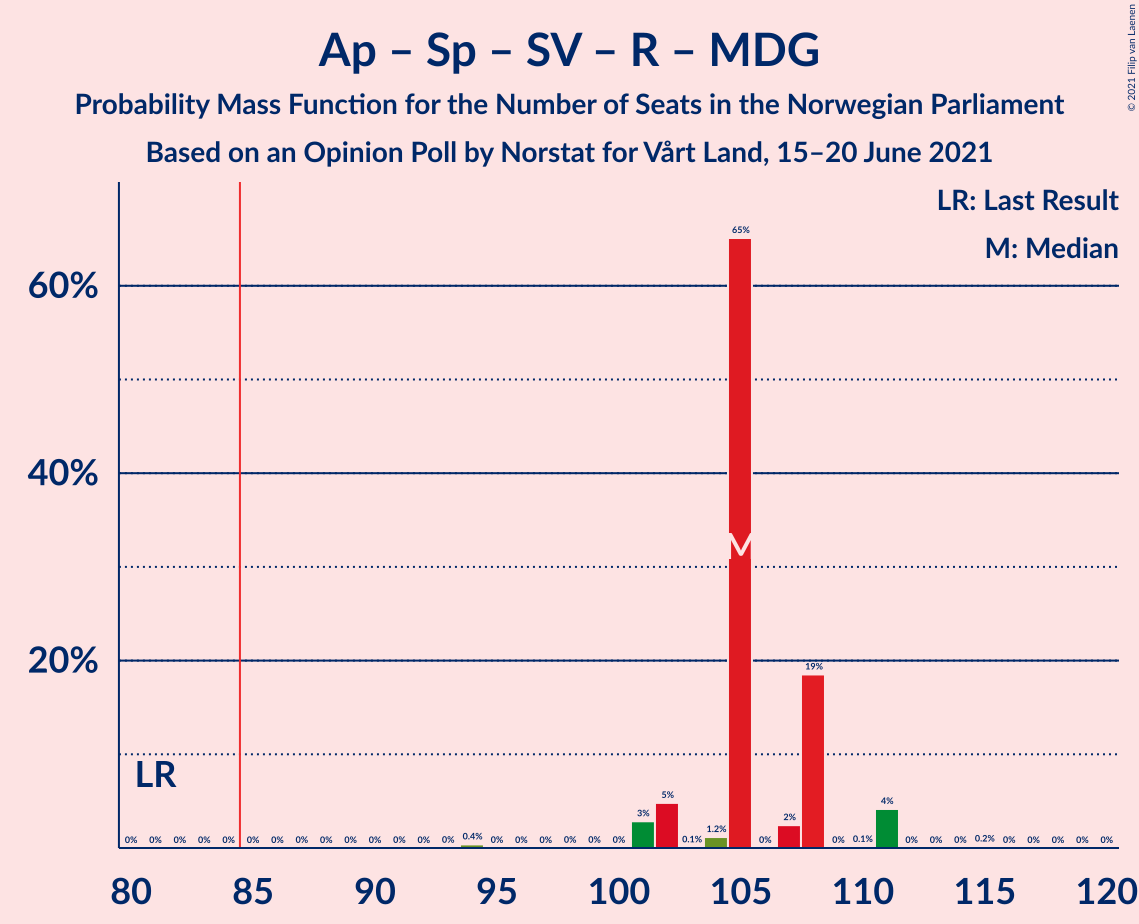 Ap – Sp – SV – R – MDG
Probability Mass Function for the Number of Seats in the Norwegian Parliament
Based on an Opinion Poll by Norstat for Vårt Land, 15–20 June 2021
© 2021 Filip van Laenen
LR: Last Result
M: Median
60%
40%
20%
65%
M
19%
LR
0% 0% 0% 0% 0% 0% 0% 0% 0% 0% 0% 0% 0% 0% 0.4% 0% 0% 0% 0% 0% 0% 3% 5% 0.1% 1.2% 0% 2% 0% 0.1% 4% 0% 0% 0% 0.2% 0% 0% 0% 0% 0%
80 85 90 95 100 105 110 115 120